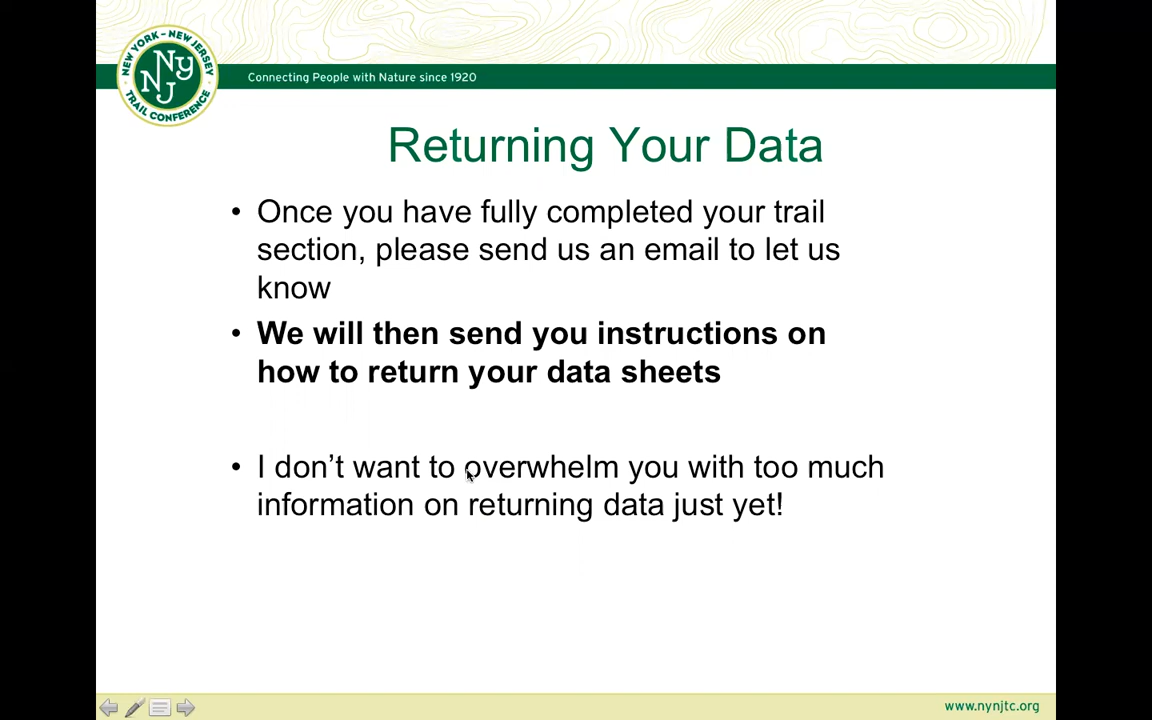 NEW YORK - NEW JERSEY
NY
NJ
TRAIL CONFERENCE
Connecting People with Nature since 1920
Returning Your Data
• Once you have fully completed your trail
section, please send us an email to let us
know
• We will then send you instructions on
how to return your data sheets
• I don’t want to overwhelm you with too much
information on returning data just yet!
www.nynjtc.org